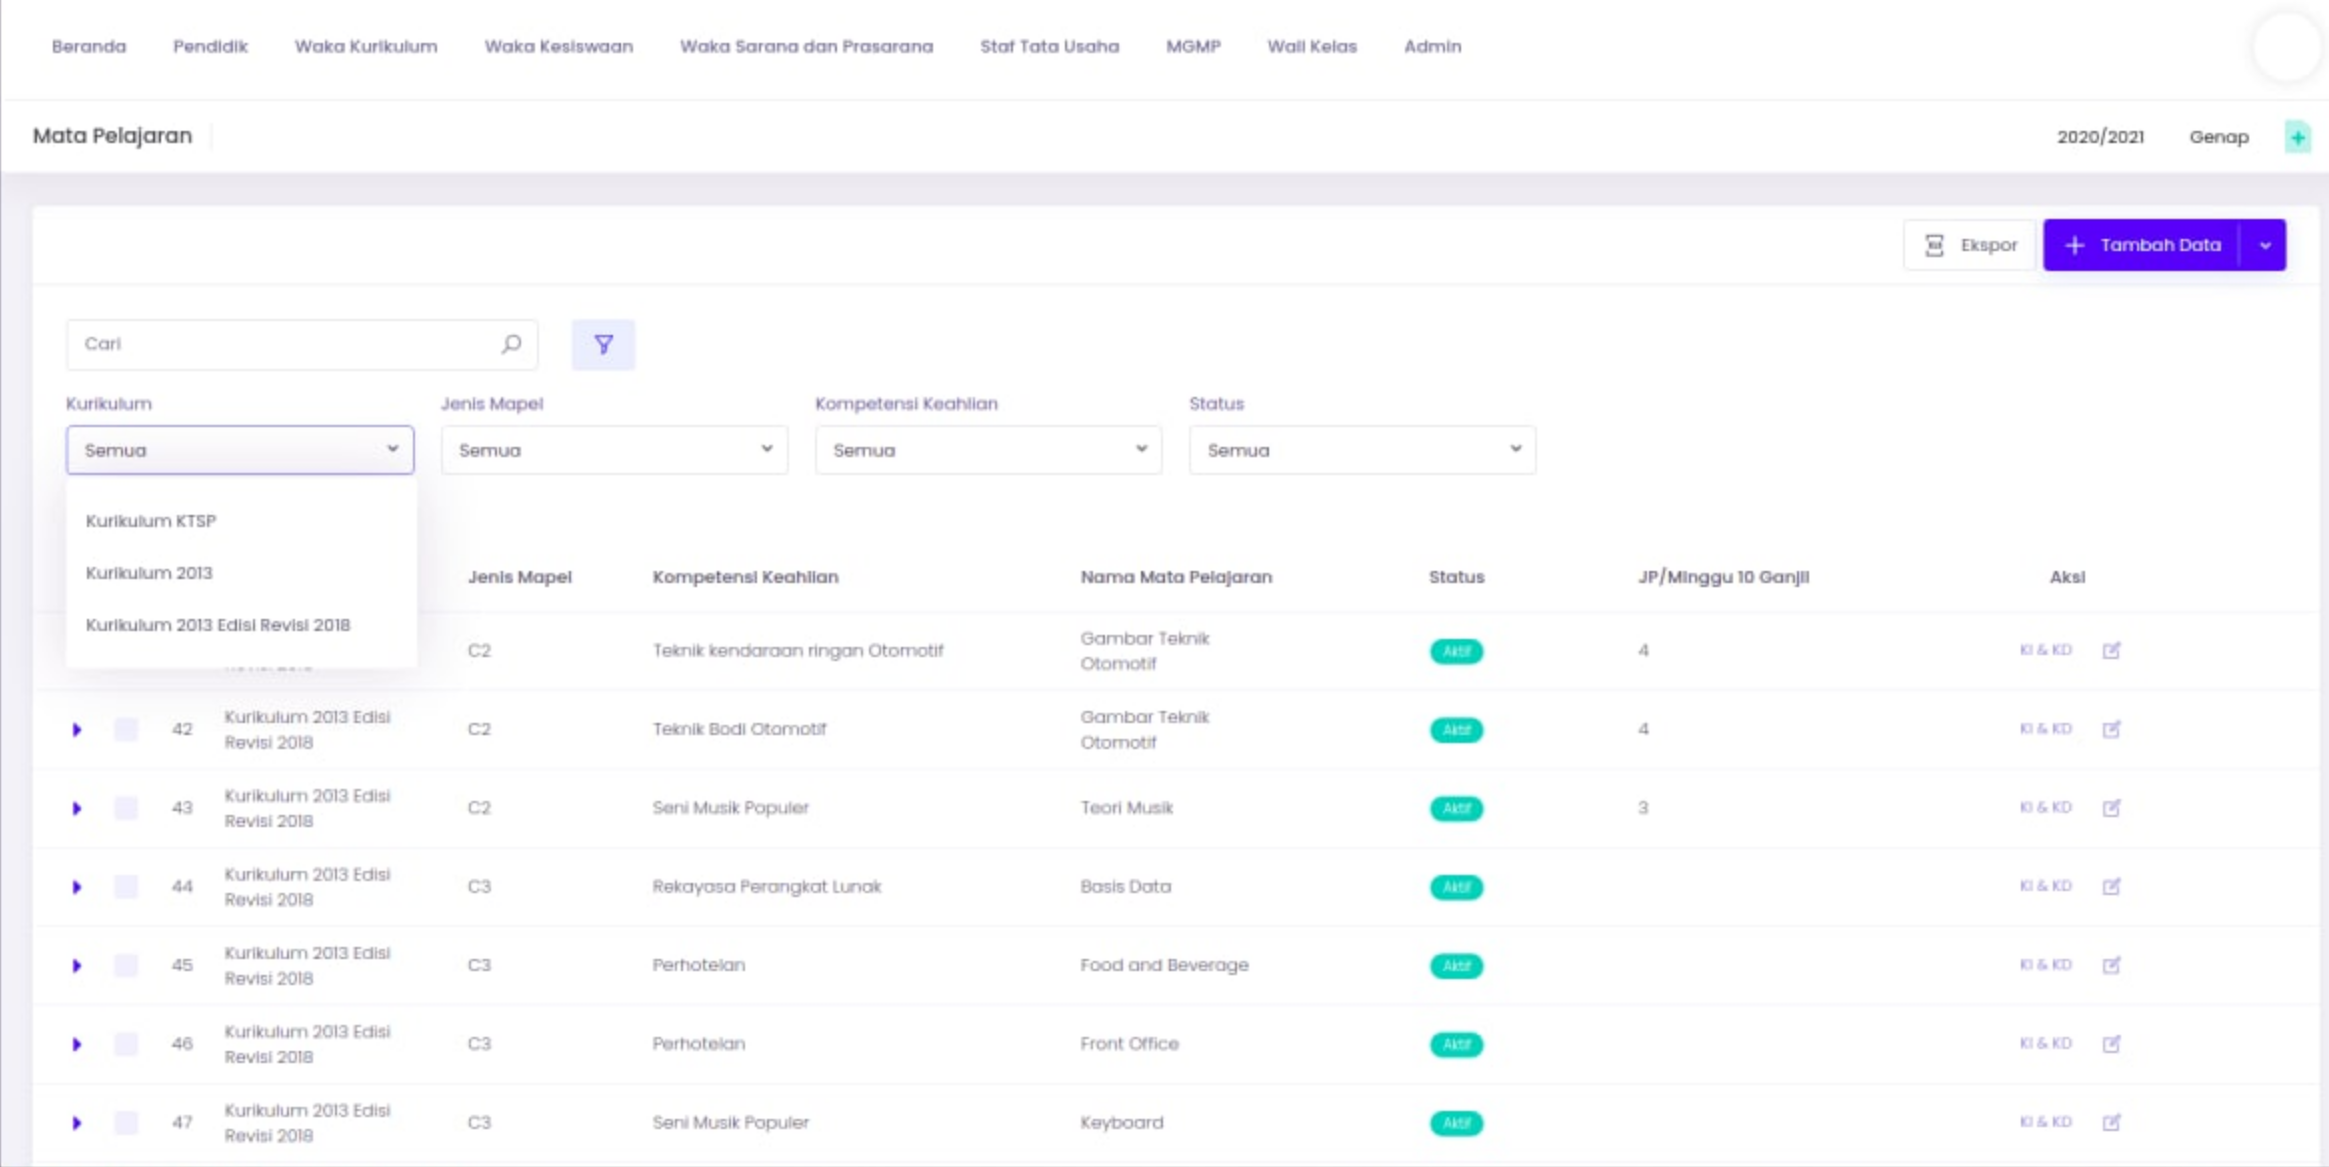 Beranda Pendidik Waka Kurikulum Waka Kesiswaan Waka Sarana dan Prasarana Staf Tata Usaha MGMP Wali Kelas Admin
Mata Pelajaran 2020/2021 Genap
Ekspor Tambah Data
Cari
Kurikulum Jenis Mapel Kompetensi Keahlian Status
Semua Semua Semua Semua
Kurikulum KTSP
Kurikulum 2013
Kurikulum 2013 Edisi Revisi 2018
Jenis Mapel Kompetensi Keahlian Nama Mata Pelajaran Status JP/Minggu 10 Ganjil Aksi
C2 Teknik kendaraan ringan Otomotif Gambar Teknik Aktif 4 KI & KD
Otomotif
42 Kurikulum 2013 Edisi C2 Teknik Bodi Otomotif Gambar Teknik Aktif 4 KI & KD
Revisi 2018 Otomotif
43 Kurikulum 2013 Edisi C2 Seni Musik Populer Teori Musik Aktif 3 KI & KD
Revisi 2018
44 Kurikulum 2013 Edisi C3 Rekayasa Perangkat Lunak Basis Data Aktif KI & KD
Revisi 2018
45 Kurikulum 2013 Edisi C3 Perhotelan Food and Beverage Aktif KI & KD
Revisi 2018
46 Kurikulum 2013 Edisi C3 Perhotelan Front Office Aktif KI & KD
Revisi 2018
47 Kurikulum 2013 Edisi C3 Seni Musik Populer Keyboard Aktif KI & KD
Revisi 2018